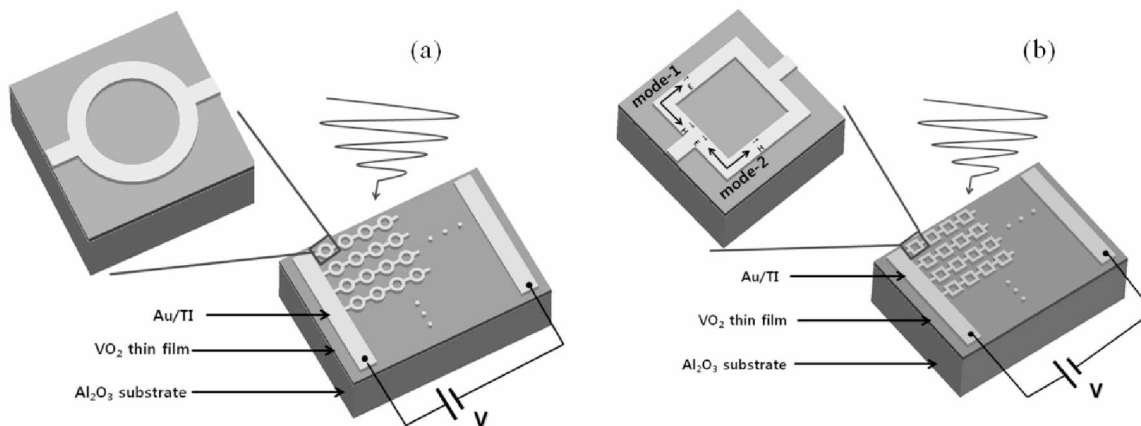 (a)
Au/TI
VO₂ thin film
Al₂O₃ substrate
V
(b)
mode-1
E
H
E
H
mode-2
Au/TI
VO₂ thin film
Al₂O₃ substrate
V